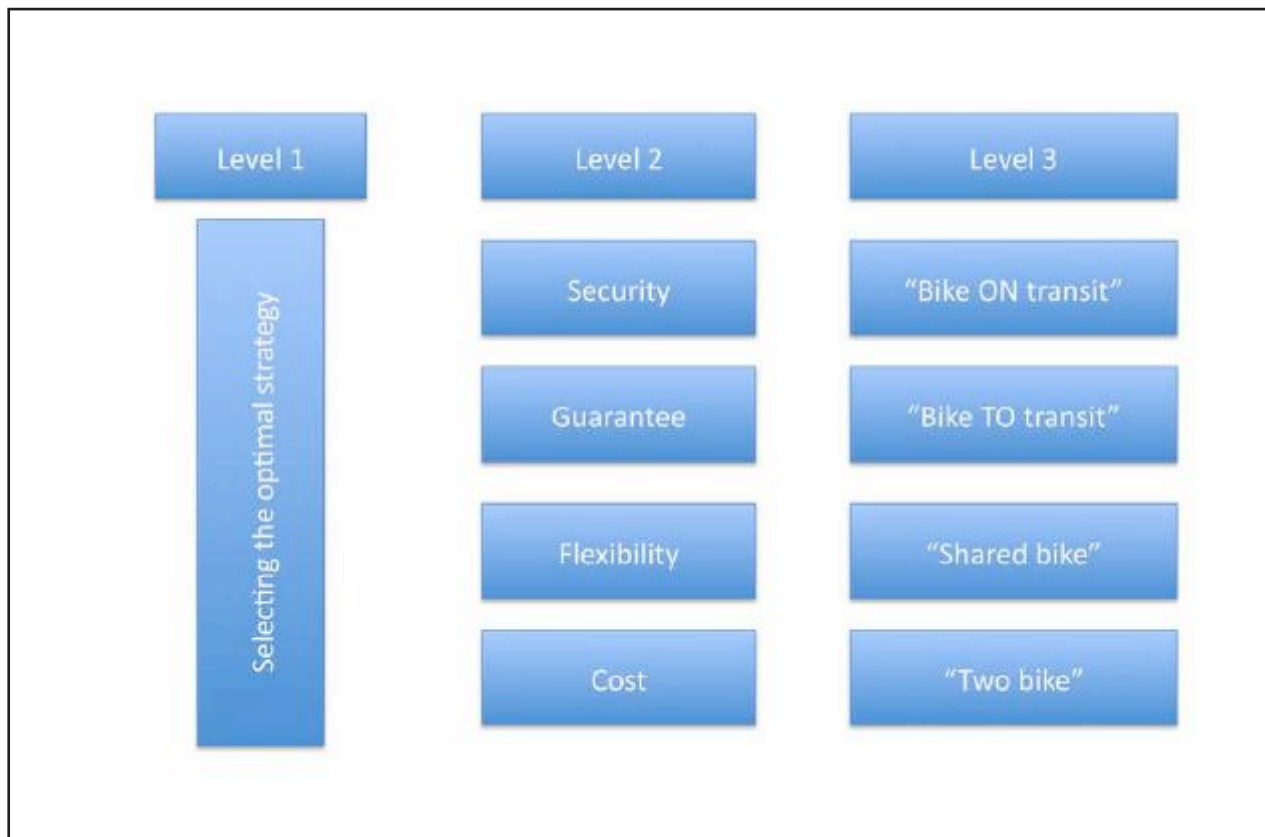 Level 1
Level 2
Level 3
Selecting the optimal strategy
Security
“Bike ON transit”
Guarantee
“Bike TO transit”
Flexibility
“Shared bike”
Cost
“Two bike”